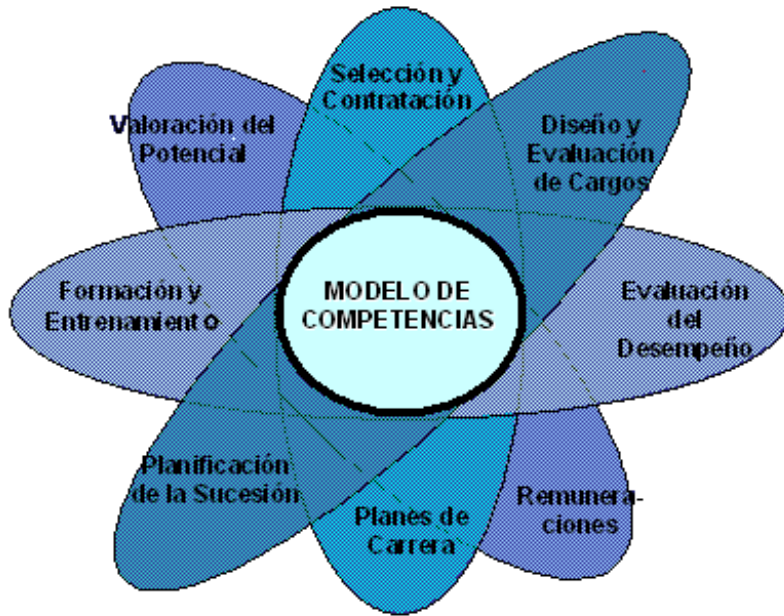 Selección y
Contratación
Valoración del
Potencial
Diseño y
Evaluación
de Cargos
Formación y
Entrenamiento
MODELO DE
COMPETENCIAS
Evaluación
del
Desempeño
Planificación
de la Sucesión
Planes de
Carrera
Remunera-
ciones